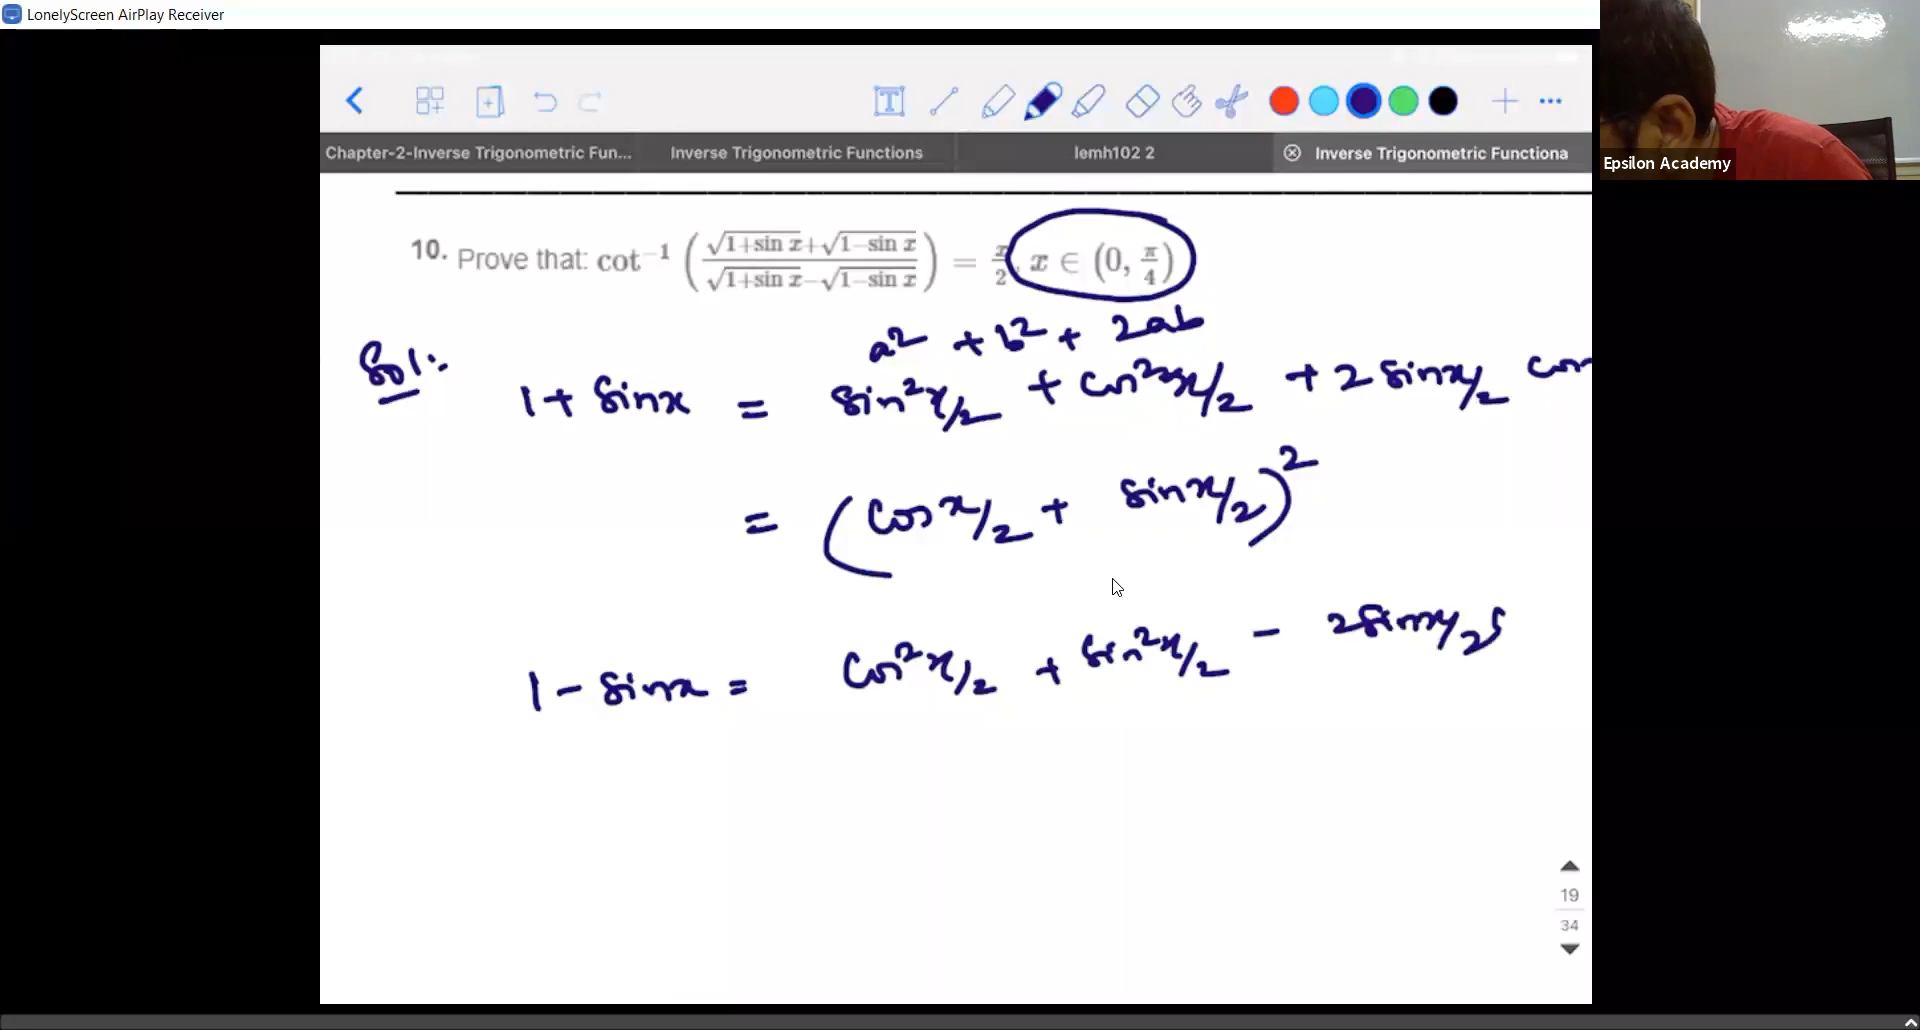 LonelyScreen AirPlay Receiver
Epsilon Academy
Chapter-2-Inverse Trigonometric Fun... Inverse Trigonometric Functions lemh102 2 Inverse Trigonometric Functiona
10. Prove that: cot⁻¹ ((√1+sin x+√1−sin x)/(√1+sin x−√1−sin x)) = x/2, x ∈ (0, π/4)
a² + b² + 2ab
Sol:
1 + sinx = sin²x/2 + cos²x/2 + 2 sinx/2 cos
= (cosx/2 + sinx/2)²
1 − sinx = cos²x/2 + sin²x/2 − 2sinx/2
19
34